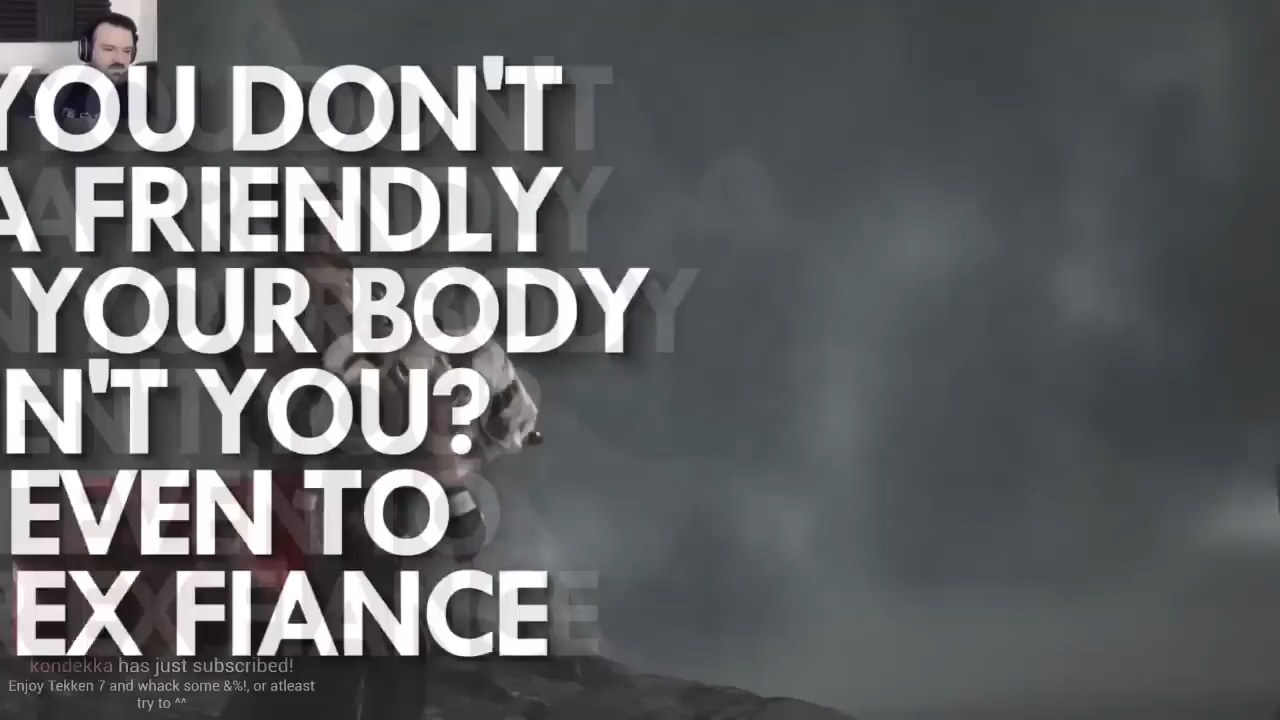 YOU DON'T
A FRIENDLY
YOUR BODY
N'T YOU?
EVEN TO
EX FIANCE
kondekka has just subscribed!
Enjoy Tekken 7 and whack some &%!, or atleast
try to ^^